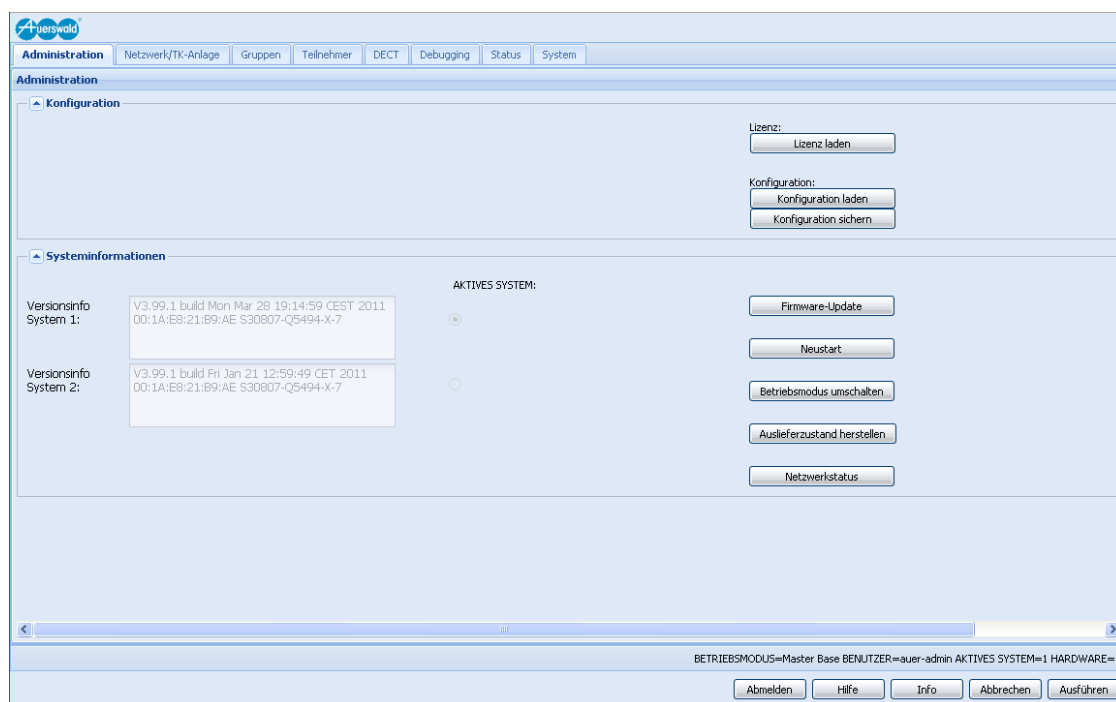 Auerswald
Administration Netzwerk/TK-Anlage Gruppen Teilnehmer DECT Debugging Status System
Administration
Konfiguration
Lizenz:
Lizenz laden
Konfiguration:
Konfiguration laden
Konfiguration sichern
Systeminformationen
AKTIVES SYSTEM:
Versionsinfo System 1:
V3.99.1 build Mon Mar 28 19:14:59 CEST 2011
00:1A:E8:21:B9:AE S30807-Q5494-X-7
Firmware-Update
Neustart
Versionsinfo System 2:
V3.99.1 build Fri Jan 21 12:59:49 CET 2011
00:1A:E8:21:B9:AE S30807-Q5494-X-7
Betriebsmodus umschalten
Auslieferzustand herstellen
Netzwerkstatus
BETRIEBSMODUS=Master Base BENUTZER=auer-admin AKTIVES SYSTEM=1 HARDWARE=
Abmelden Hilfe Info Abbrechen Ausführen